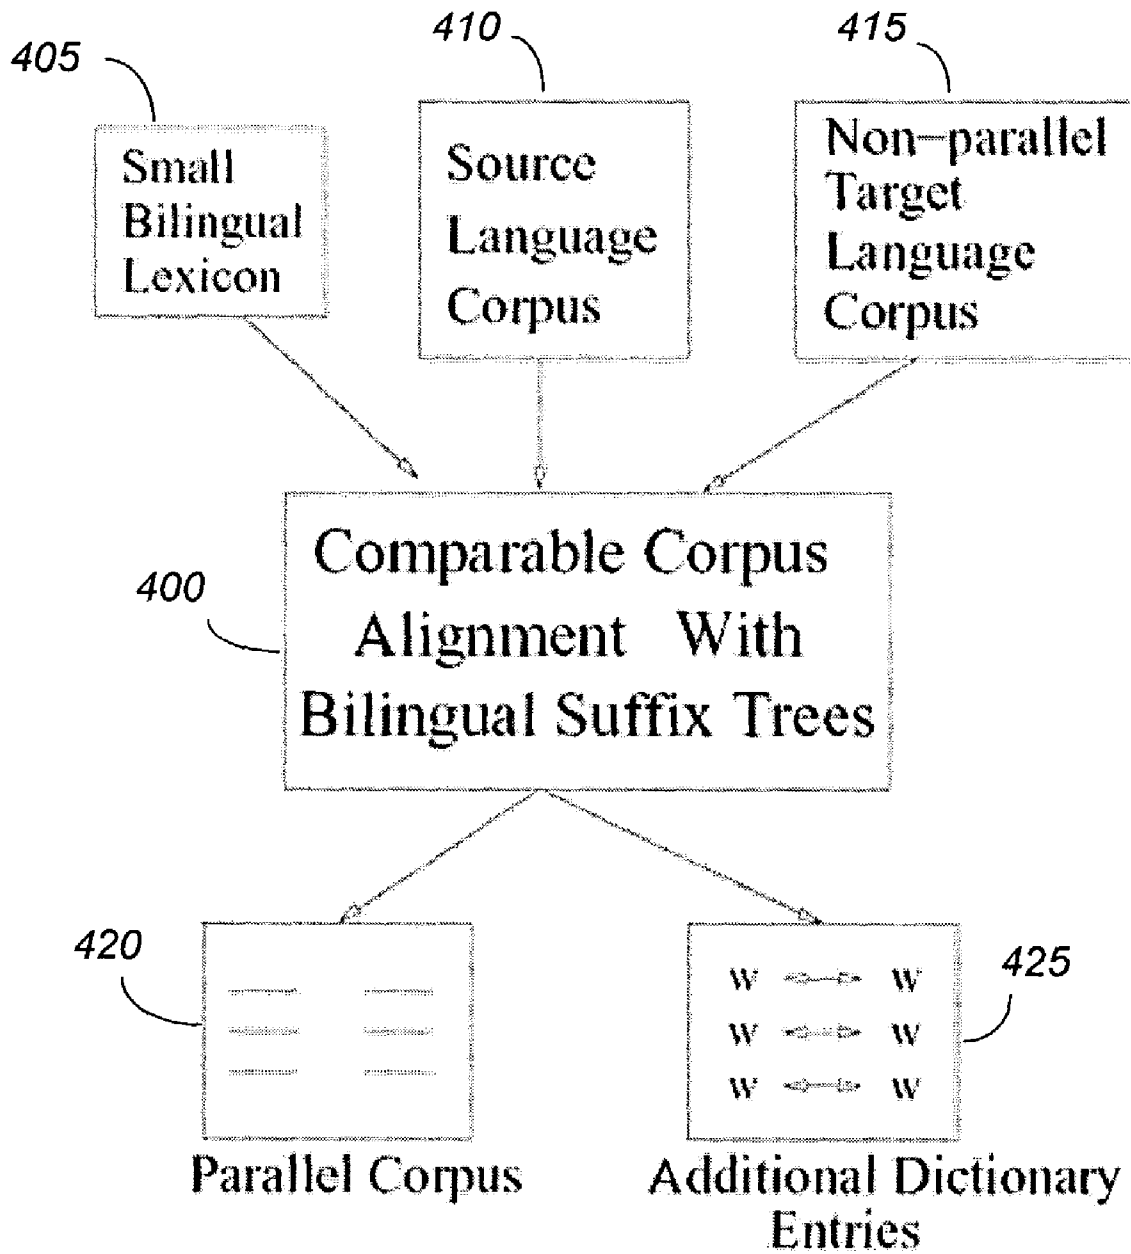 405
410
415
Small
Bilingual
Lexicon
Source
Language
Corpus
Non-parallel
Target
Language
Corpus
400
Comparable Corpus
Alignment With
Bilingual Suffix Trees
420
425
W W
W W
W W
Parallel Corpus
Additional Dictionary
Entries